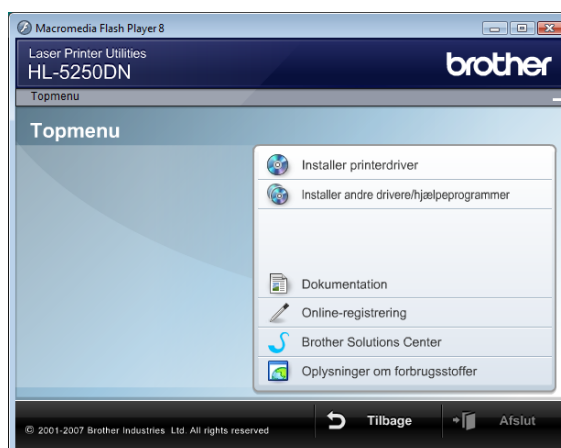 Macromedia Flash Player 8
Laser Printer Utilities
HL-5250DN
brother
Topmenu
Topmenu
Installer printerdriver
Installer andre drivere/hjælpeprogrammer
Dokumentation
Online-registrering
Brother Solutions Center
Oplysninger om forbrugsstoffer
© 2001-2007 Brother Industries Ltd. All rights reserved
Tilbage
Afslut